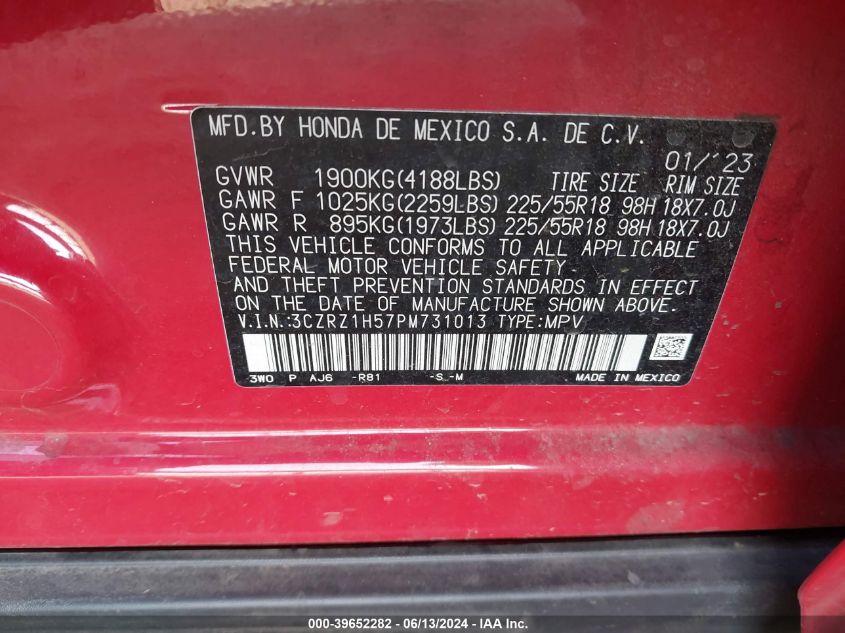 MFD.BY HONDA DE MEXICO S.A. DE C.V.
01/'23
GVWR 1900KG(4188LBS) TIRE SIZE RIM SIZE
GAWR F 1025KG(2259LBS) 225/55R18 98H 18X7.0J
GAWR R 895KG(1973LBS) 225/55R18 98H 18X7.0J
THIS VEHICLE CONFORMS TO ALL APPLICABLE
FEDERAL MOTOR VEHICLE SAFETY
AND THEFT PREVENTION STANDARDS IN EFFECT
ON THE DATE OF MANUFACTURE SHOWN ABOVE.
V.I.N.:3CZRZ1H57PM731013 TYPE:MPV
3W0 P AJ6 -R81 -S -M MADE IN MEXICO
000-39652282 - 06/13/2024 - IAA Inc.